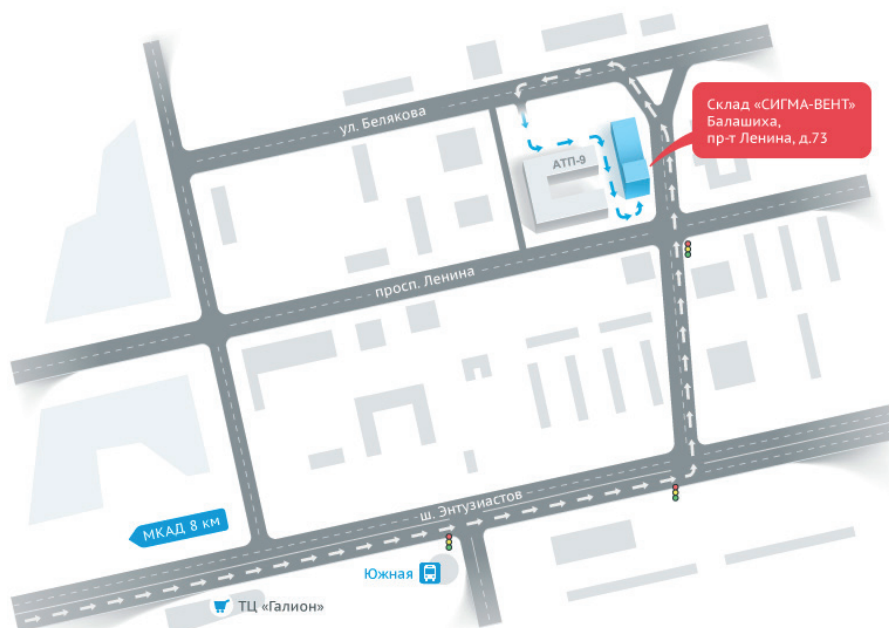 ул. Белякова
Склад «СИГМА-ВЕНТ»
Балашиха,
пр-т Ленина, д.73
АТП-9
просп. Ленина
ш. Энтузиастов
МКАД 8 км
Южная
ТЦ «Галион»